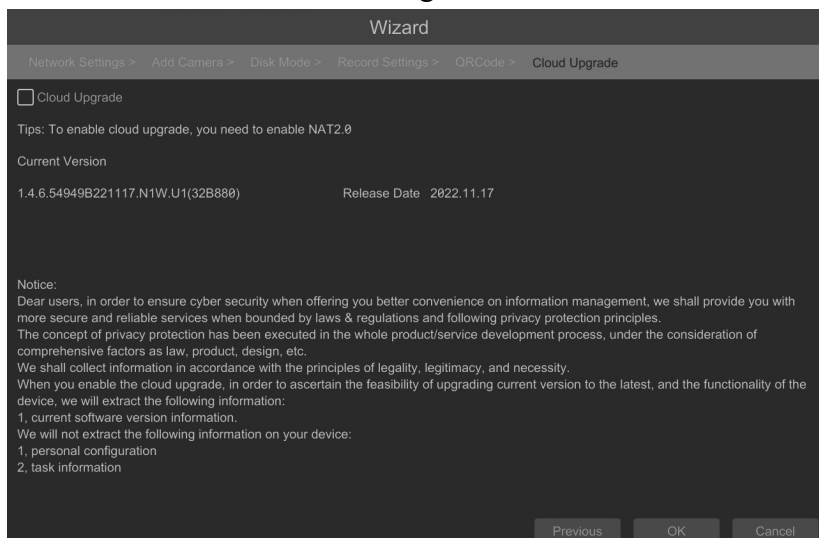 Wizard
Network Settings > Add Camera > Disk Mode > Record Settings > QRCode > Cloud Upgrade
Cloud Upgrade
Tips: To enable cloud upgrade, you need to enable NAT2.0
Current Version
1.4.6.54949B221117.N1W.U1(32B880) Release Date 2022.11.17
Notice:
Dear users, in order to ensure cyber security when offering you better convenience on information management, we shall provide you with
more secure and reliable services when bounded by laws & regulations and following privacy protection principles.
The concept of privacy protection has been executed in the whole product/service development process, under the consideration of
comprehensive factors as law, product, design, etc.
We shall collect information in accordance with the principles of legality, legitimacy, and necessity.
When you enable the cloud upgrade, in order to ascertain the feasibility of upgrading current version to the latest, and the functionality of the
device, we will extract the following information:
1, current software version information.
We will not extract the following information on your device:
1, personal configuration
2, task information
Previous OK Cancel